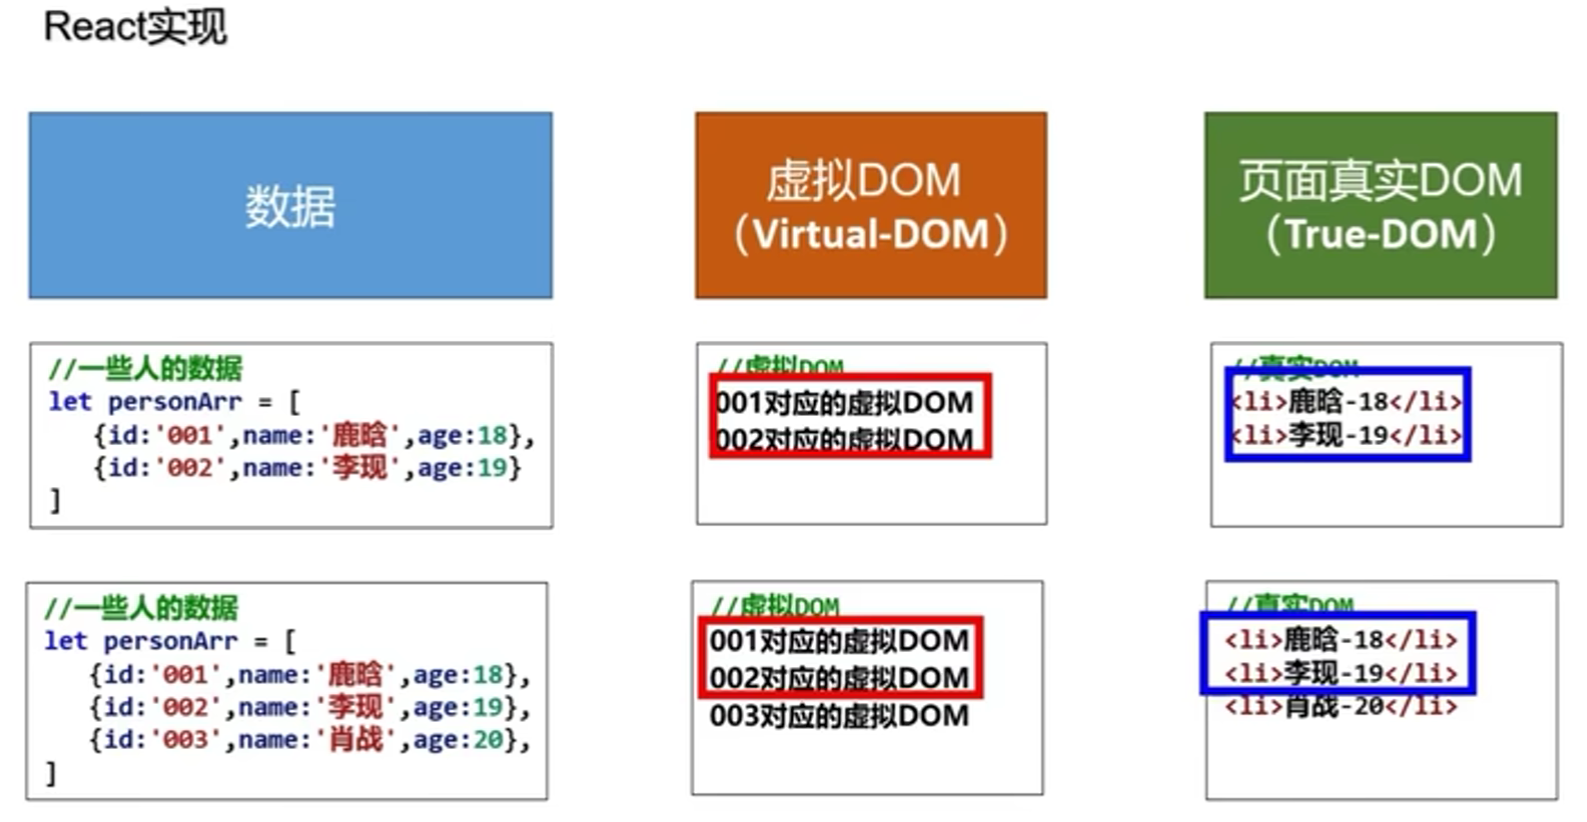 React实现
数据
虚拟DOM
（Virtual-DOM）
页面真实DOM
（True-DOM）
//一些人的数据
let personArr = [
{id:'001',name:'鹿晗',age:18},
{id:'002',name:'李现',age:19}
]
//虚拟DOM
001对应的虚拟DOM
002对应的虚拟DOM
//真实DOM
<li>鹿晗-18</li>
<li>李现-19</li>
//一些人的数据
let personArr = [
{id:'001',name:'鹿晗',age:18},
{id:'002',name:'李现',age:19},
{id:'003',name:'肖战',age:20},
]
//虚拟DOM
001对应的虚拟DOM
002对应的虚拟DOM
003对应的虚拟DOM
//真实DOM
<li>鹿晗-18</li>
<li>李现-19</li>
<li>肖战-20</li>